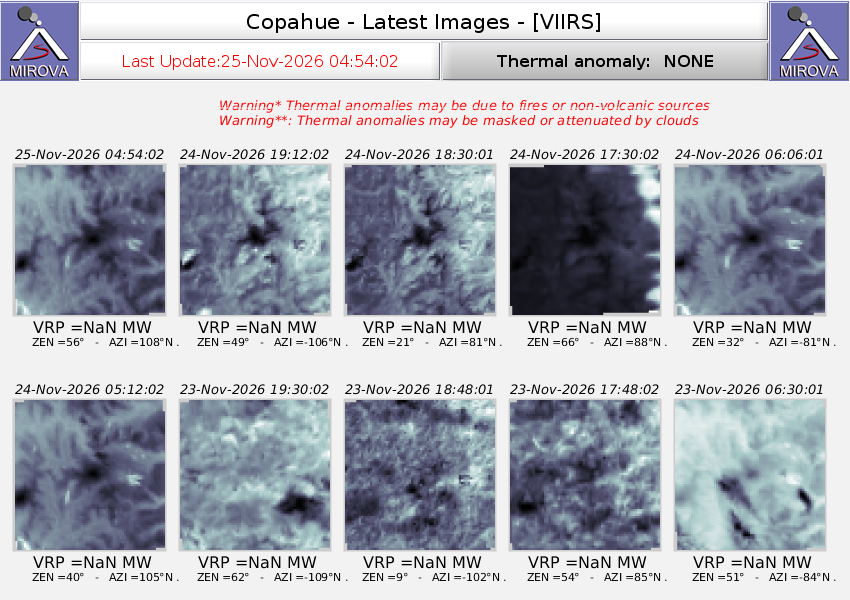 Copahue - Latest Images - [VIIRS]
MIROVA
Last Update:25-Nov-2026 04:54:02
Thermal anomaly: NONE
MIROVA
Warning* Thermal anomalies may be due to fires or non-volcanic sources
Warning**: Thermal anomalies may be masked or attenuated by clouds
25-Nov-2026 04:54:02 24-Nov-2026 19:12:02 24-Nov-2026 18:30:01 24-Nov-2026 17:30:02 24-Nov-2026 06:06:01
VRP =NaN MW VRP =NaN MW VRP =NaN MW VRP =NaN MW VRP =NaN MW
ZEN =56° - AZI =108°N . ZEN =49° - AZI =-106°N . ZEN =21° - AZI =81°N . ZEN =66° - AZI =88°N . ZEN =32° - AZI =-81°N .
24-Nov-2026 05:12:02 23-Nov-2026 19:30:02 23-Nov-2026 18:48:01 23-Nov-2026 17:48:02 23-Nov-2026 06:30:01
VRP =NaN MW VRP =NaN MW VRP =NaN MW VRP =NaN MW VRP =NaN MW
ZEN =40° - AZI =105°N . ZEN =62° - AZI =-109°N . ZEN =9° - AZI =-102°N . ZEN =54° - AZI =85°N . ZEN =51° - AZI =-84°N .